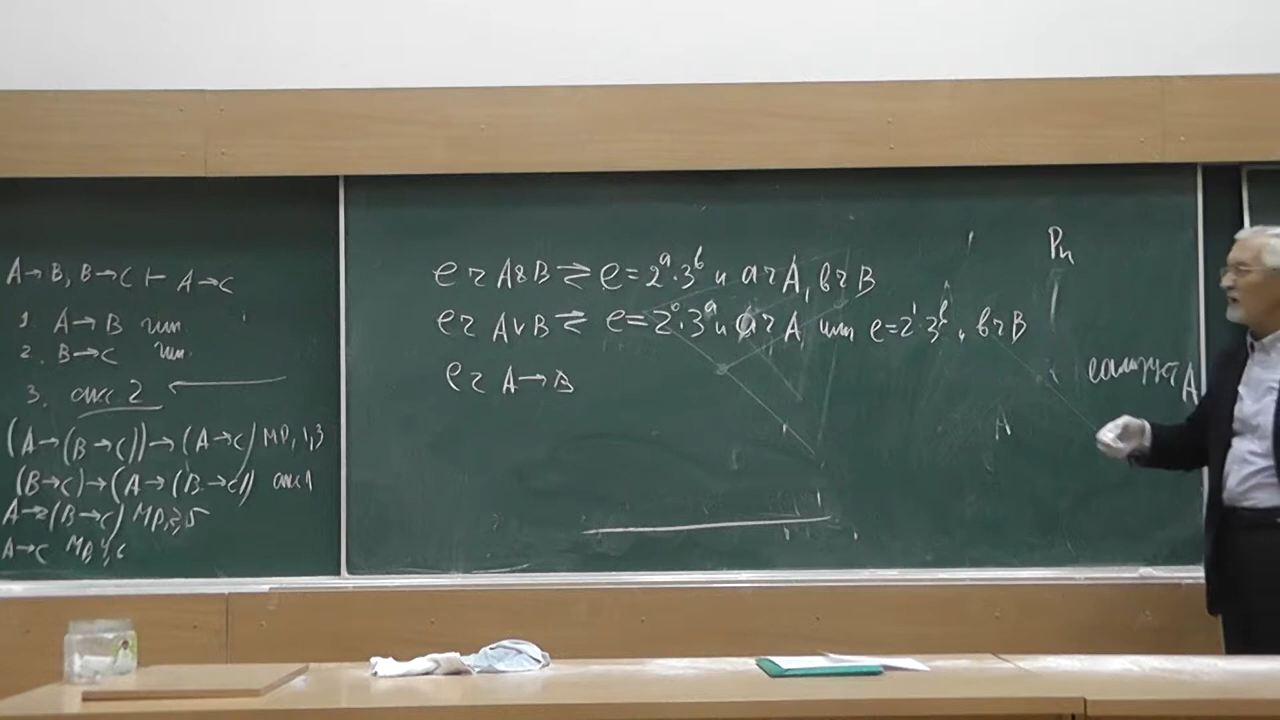 A→B, B→C ⊢ A→C
1. A→B гип.
2. B→C гип.
3. акс. 2
(A→(B→C))→(A→C) MP, 1,3
(B→C)→(A→(B→C)) акс 1
A→(B→C) MP, 2, 5
A→C MP, 4, 6
e r A&B ⇌ e = 2ᵃ·3ᵇ и a r A, b r B
e r A∨B ⇌ e = 2⁰·3ᵃ и a r A, или e = 2¹·3ᵇ и b r B
e r A→B
Pn
A